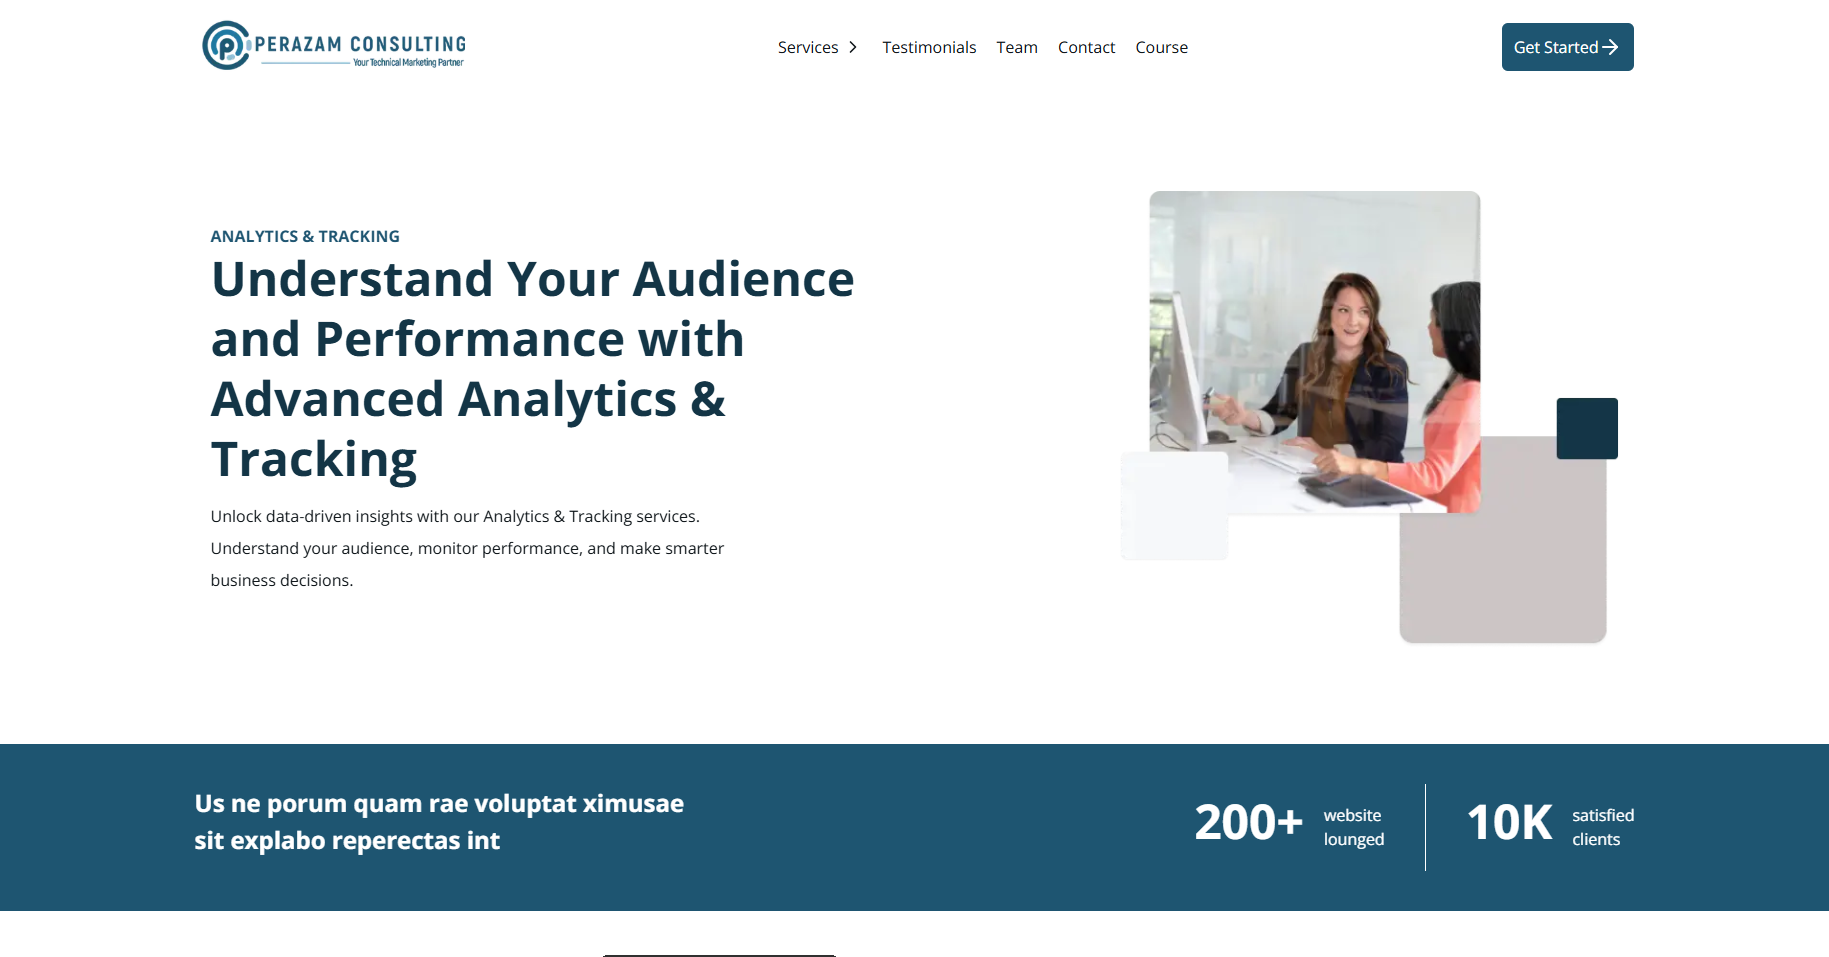 PERAZAM CONSULTING
Your Technical Marketing Partner
Services
Testimonials
Team
Contact
Course
Get Started
ANALYTICS & TRACKING
Understand Your Audience
and Performance with
Advanced Analytics &
Tracking
Unlock data-driven insights with our Analytics & Tracking services.
Understand your audience, monitor performance, and make smarter
business decisions.
Us ne porum quam rae voluptat ximusae
sit explabo reperectas int
200+
website
lounged
10K
satisfied
clients